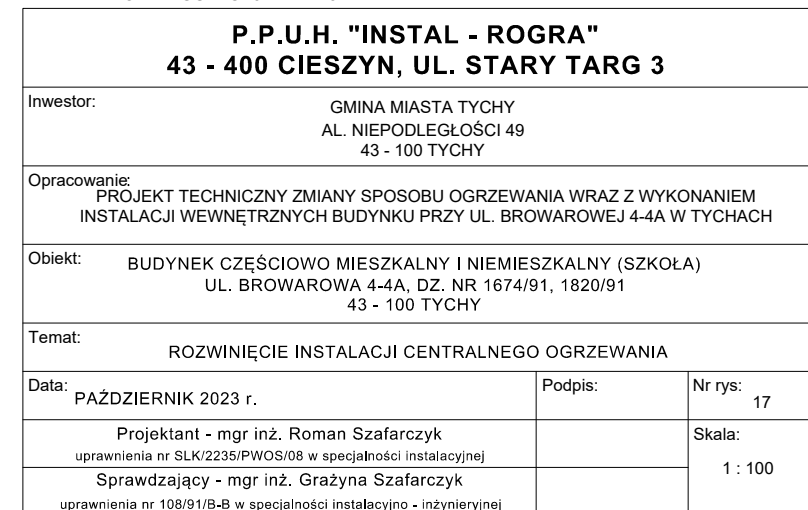 P.P.U.H. "INSTAL - ROGRA"
43 - 400 CIESZYN, UL. STARY TARG 3
Inwestor:
GMINA MIASTA TYCHY
AL. NIEPODLEGŁOŚCI 49
43 - 100 TYCHY
Opracowanie:
PROJEKT TECHNICZNY ZMIANY SPOSOBU OGRZEWANIA WRAZ Z WYKONANIEM
INSTALACJI WEWNĘTRZNYCH BUDYNKU PRZY UL. BROWAROWEJ 4-4A W TYCHACH
Obiekt:
BUDYNEK CZĘŚCIOWO MIESZKALNY I NIEMIESZKALNY (SZKOŁA)
UL. BROWAROWA 4-4A, DZ. NR 1674/91, 1820/91
43 - 100 TYCHY
Temat:
ROZWINIĘCIE INSTALACJI CENTRALNEGO OGRZEWANIA
Data:
PAŹDZIERNIK 2023 r.
Podpis:
Nr rys:
17
Projektant - mgr inż. Roman Szafarczyk
uprawnienia nr SLK/2235/PWOS/08 w specjalności instalacyjnej
Skala:
1 : 100
Sprawdzający - mgr inż. Grażyna Szafarczyk
uprawnienia nr 108/91/B-B w specjalności instalacyjno - inżynieryjnej